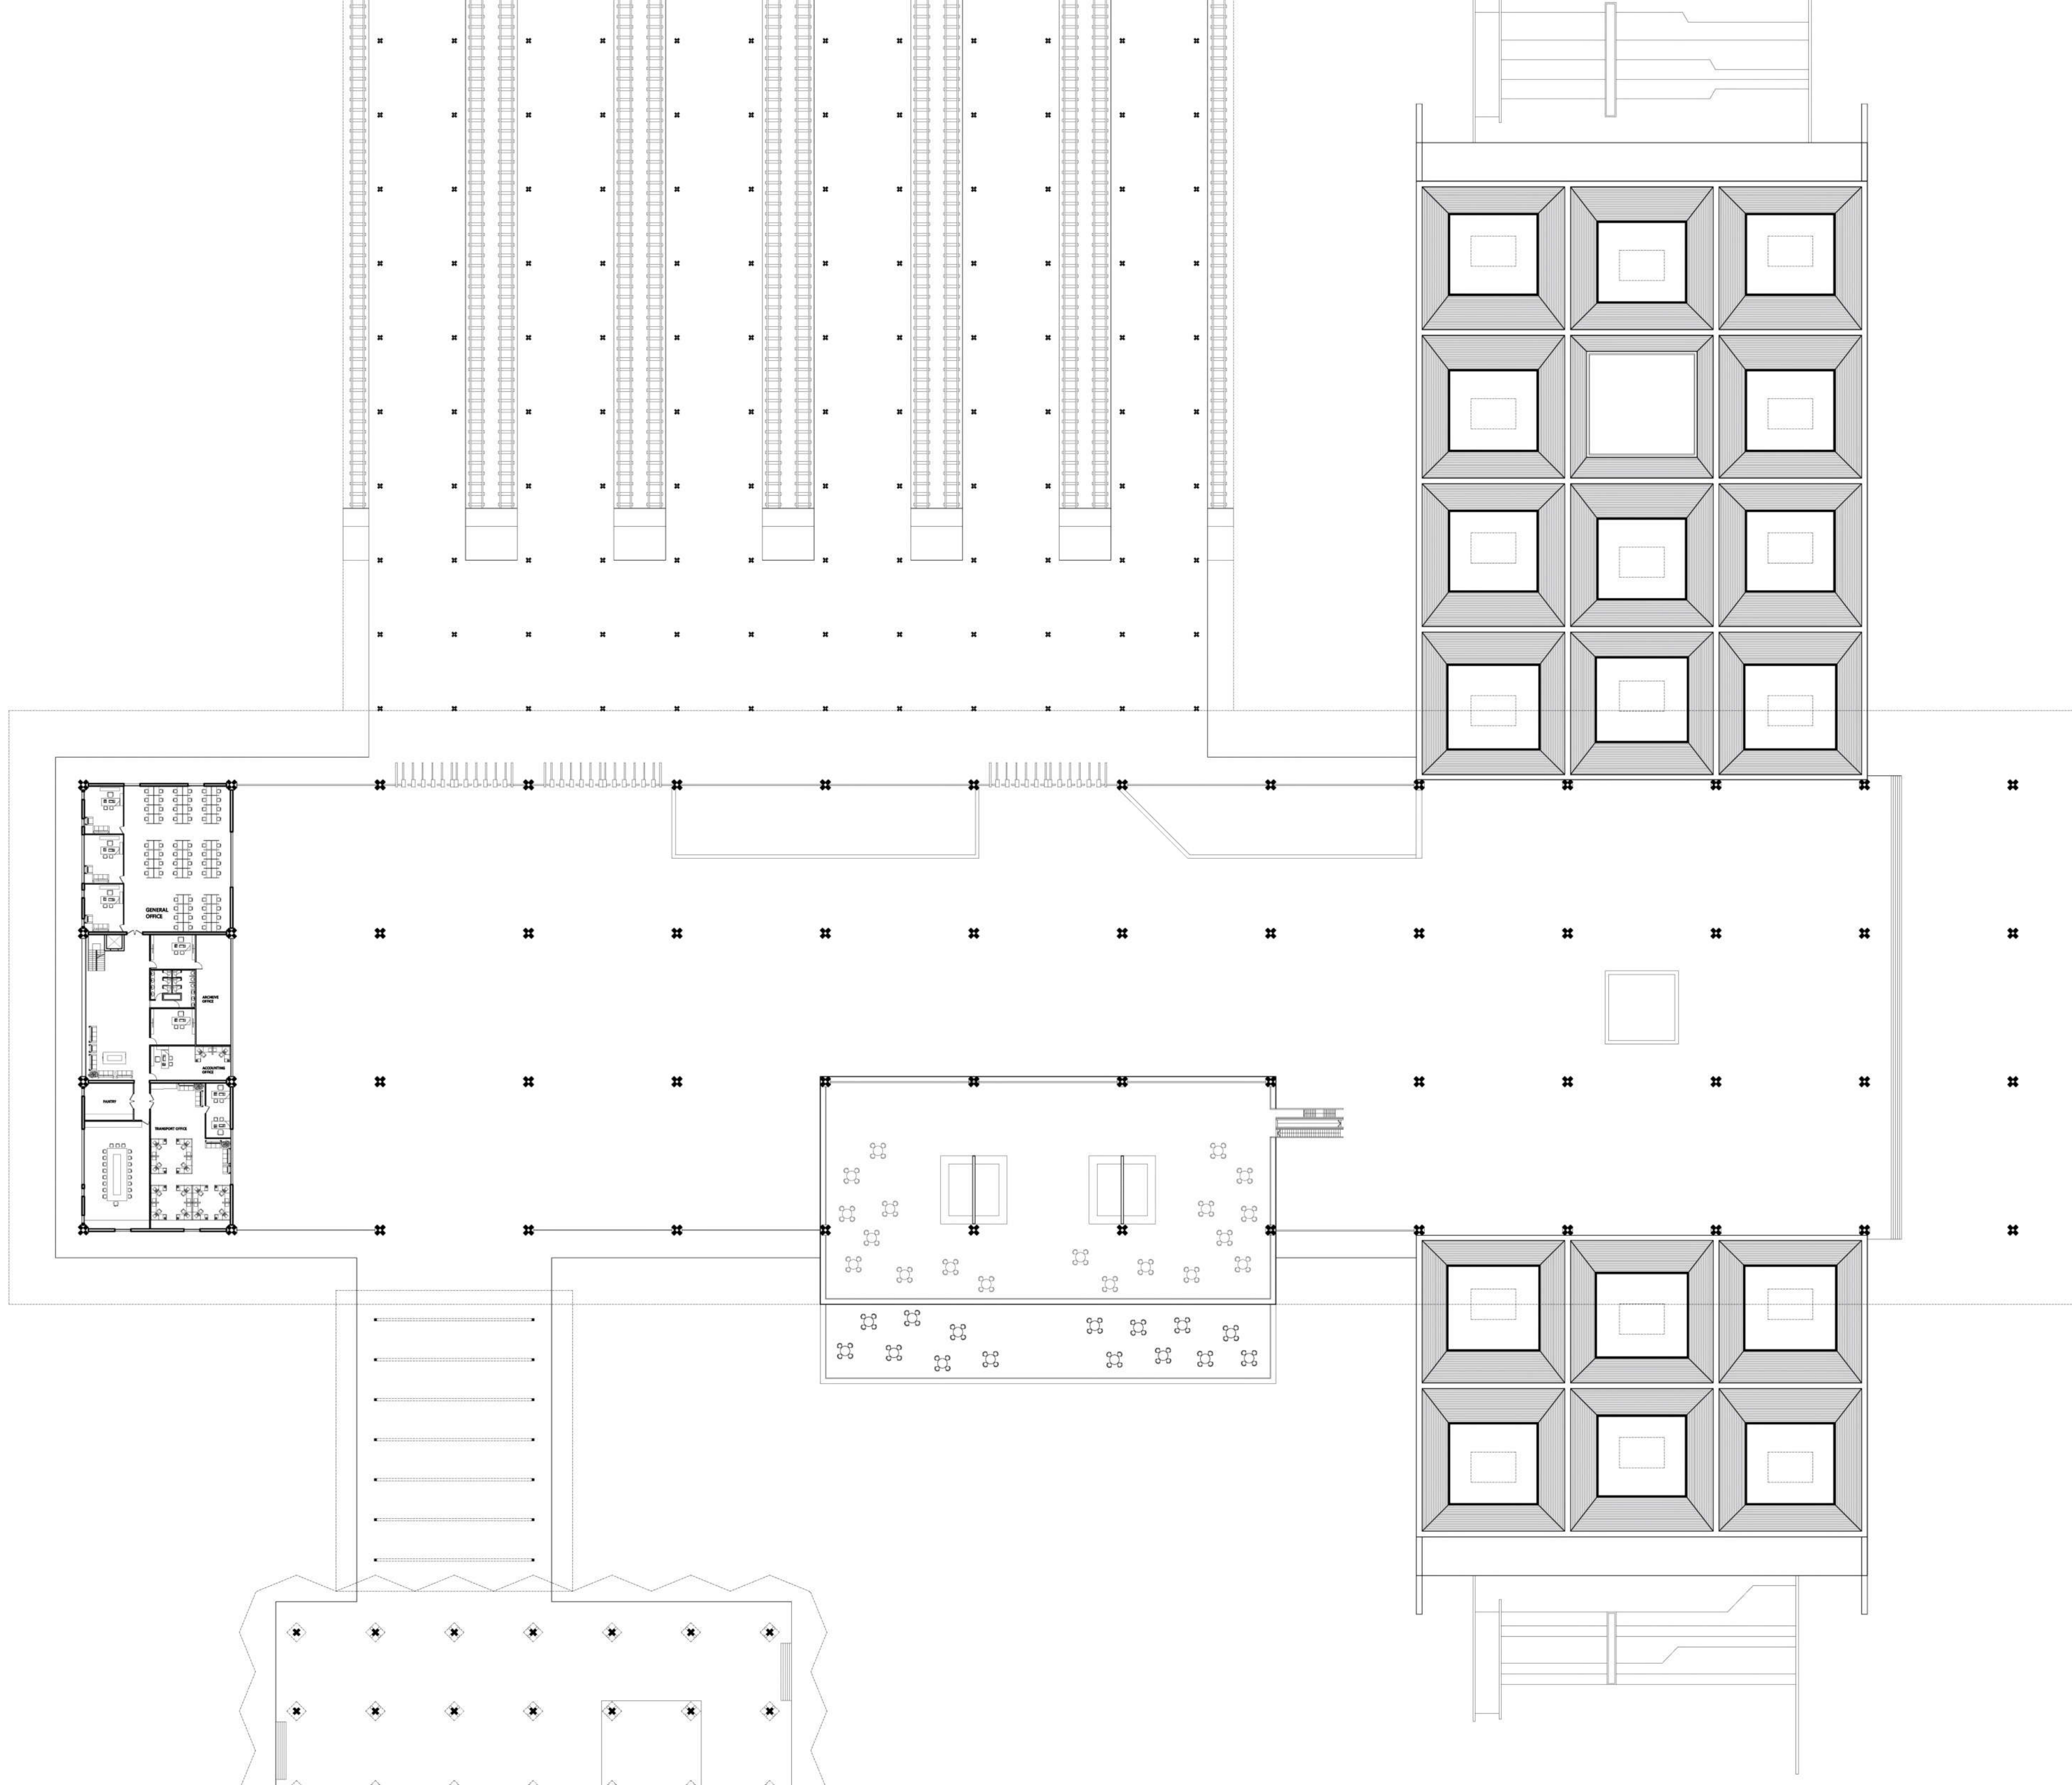 GENERAL
OFFICE
ARCHIVE
OFFICE
ACCOUNTING
OFFICE
PANTRY
TRANSPORT OFFICE